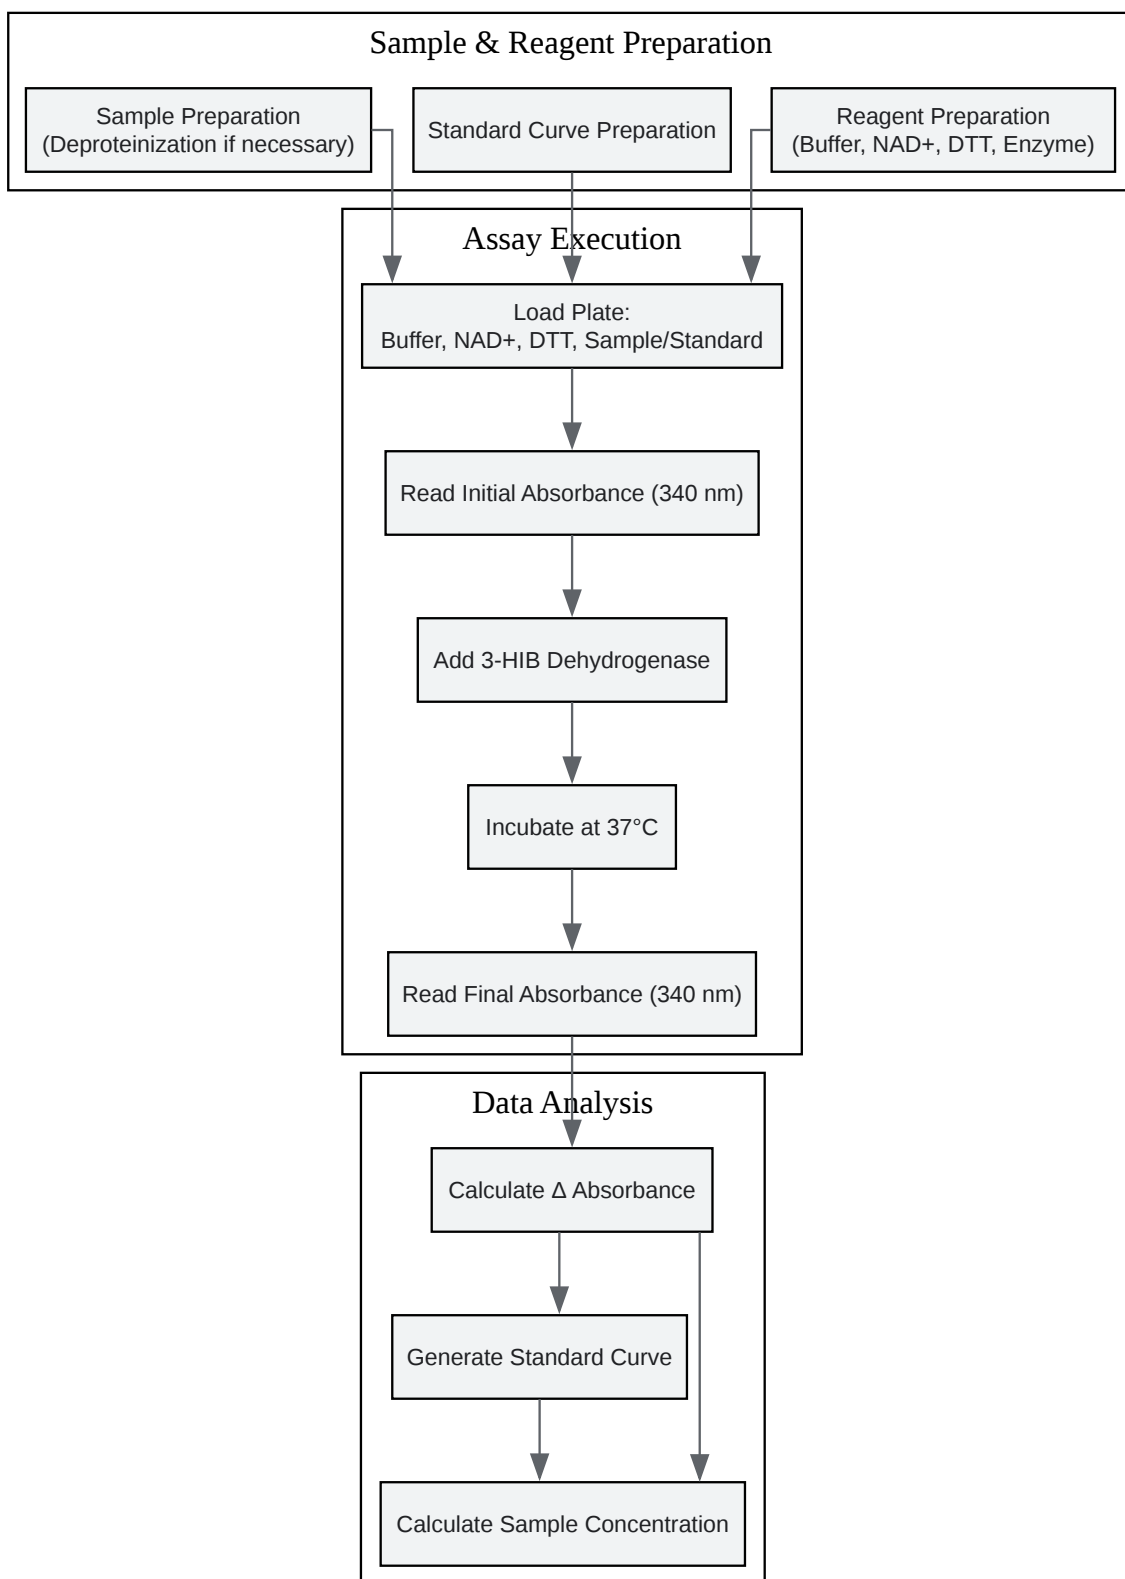 Sample & Reagent Preparation
Sample Preparation
(Deproteinization if necessary)
Standard Curve Preparation
Reagent Preparation
(Buffer, NAD+, DTT, Enzyme)
Assay Execution
Load Plate:
Buffer, NAD+, DTT, Sample/Standard
Read Initial Absorbance (340 nm)
Add 3-HIB Dehydrogenase
Incubate at 37°C
Read Final Absorbance (340 nm)
Data Analysis
Calculate Δ Absorbance
Generate Standard Curve
Calculate Sample Concentration